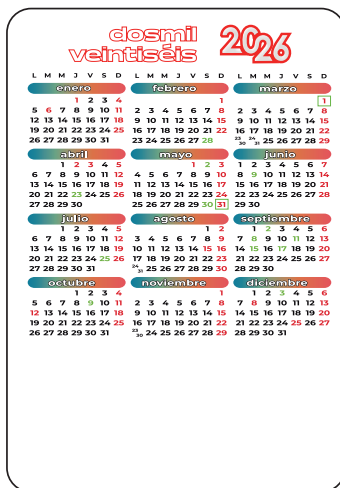 dosmil
veintiséis
2026
L M M J V S D
L M M J V S D
L M M J V S D
enero
1 2 3 4
5 6 7 8 9 10 11
12 13 14 15 16 17 18
19 20 21 22 23 24 25
26 27 28 29 30 31
febrero
1
2 3 4 5 6 7 8
9 10 11 12 13 14 15
16 17 18 19 20 21 22
23 24 25 26 27 28
marzo
1
2 3 4 5 6 7 8
9 10 11 12 13 14 15
16 17 18 19 20 21 22
23/30 24/31 25 26 27 28 29
abril
1 2 3 4 5
6 7 8 9 10 11 12
13 14 15 16 17 18 19
20 21 22 23 24 25 26
27 28 29 30
mayo
1 2 3
4 5 6 7 8 9 10
11 12 13 14 15 16 17
18 19 20 21 22 23 24
25 26 27 28 29 30 31
junio
1 2 3 4 5 6 7
8 9 10 11 12 13 14
15 16 17 18 19 20 21
22 23 24 25 26 27 28
29 30
julio
1 2 3 4 5
6 7 8 9 10 11 12
13 14 15 16 17 18 19
20 21 22 23 24 25 26
27 28 29 30 31
agosto
1 2
3 4 5 6 7 8 9
10 11 12 13 14 15 16
17 18 19 20 21 22 23
24/31 25 26 27 28 29 30
septiembre
1 2 3 4 5 6
7 8 9 10 11 12 13
14 15 16 17 18 19 20
21 22 23 24 25 26 27
28 29 30
octubre
1 2 3 4
5 6 7 8 9 10 11
12 13 14 15 16 17 18
19 20 21 22 23 24 25
26 27 28 29 30 31
noviembre
1
2 3 4 5 6 7 8
9 10 11 12 13 14 15
16 17 18 19 20 21 22
23/30 24 25 26 27 28 29
diciembre
1 2 3 4 5 6
7 8 9 10 11 12 13
14 15 16 17 18 19 20
21 22 23 24 25 26 27
28 29 30 31